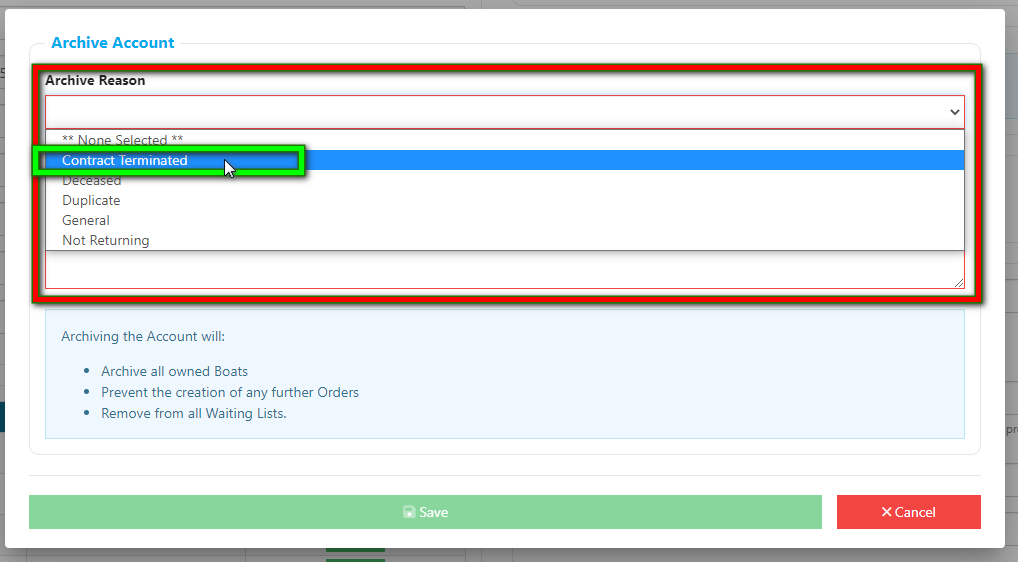 Archive Account
Archive Reason
** None Selected **
Contract Terminated
Deceased
Duplicate
General
Not Returning
Archiving the Account will:
Archive all owned Boats
Prevent the creation of any further Orders
Remove from all Waiting Lists.
Save
Cancel